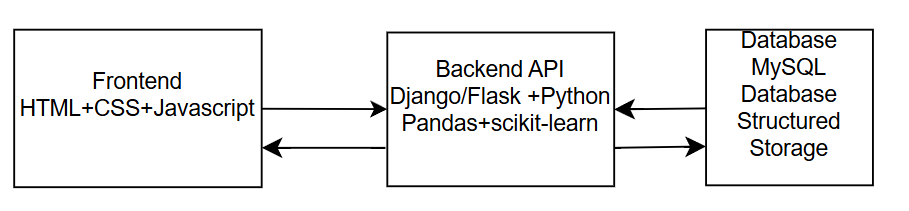 Frontend
HTML+CSS+Javascript
Backend API
Django/Flask +Python
Pandas+scikit-learn
Database
MySQL
Database
Structured
Storage